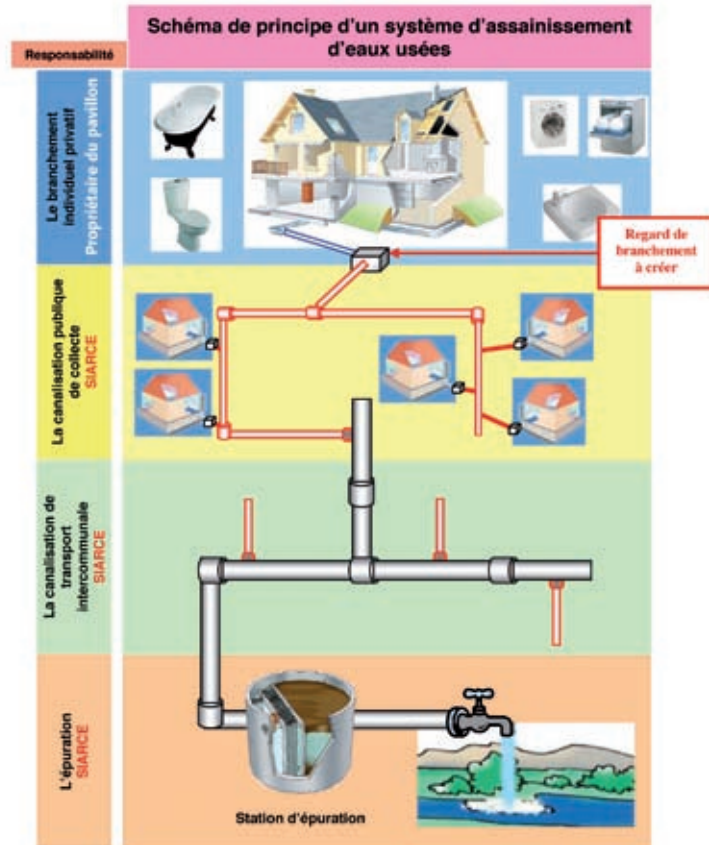 Schéma de principe d'un système d'assainissement
d'eaux usées
Responsabilité
Le branchement
individuel privatif
Propriétaire du pavillon
Regard de
branchement
à créer
La canalisation publique
de collecte
SIARCE
La canalisation de
transport
intercommunale
SIARCE
L'épuration
SIARCE
Station d'épuration